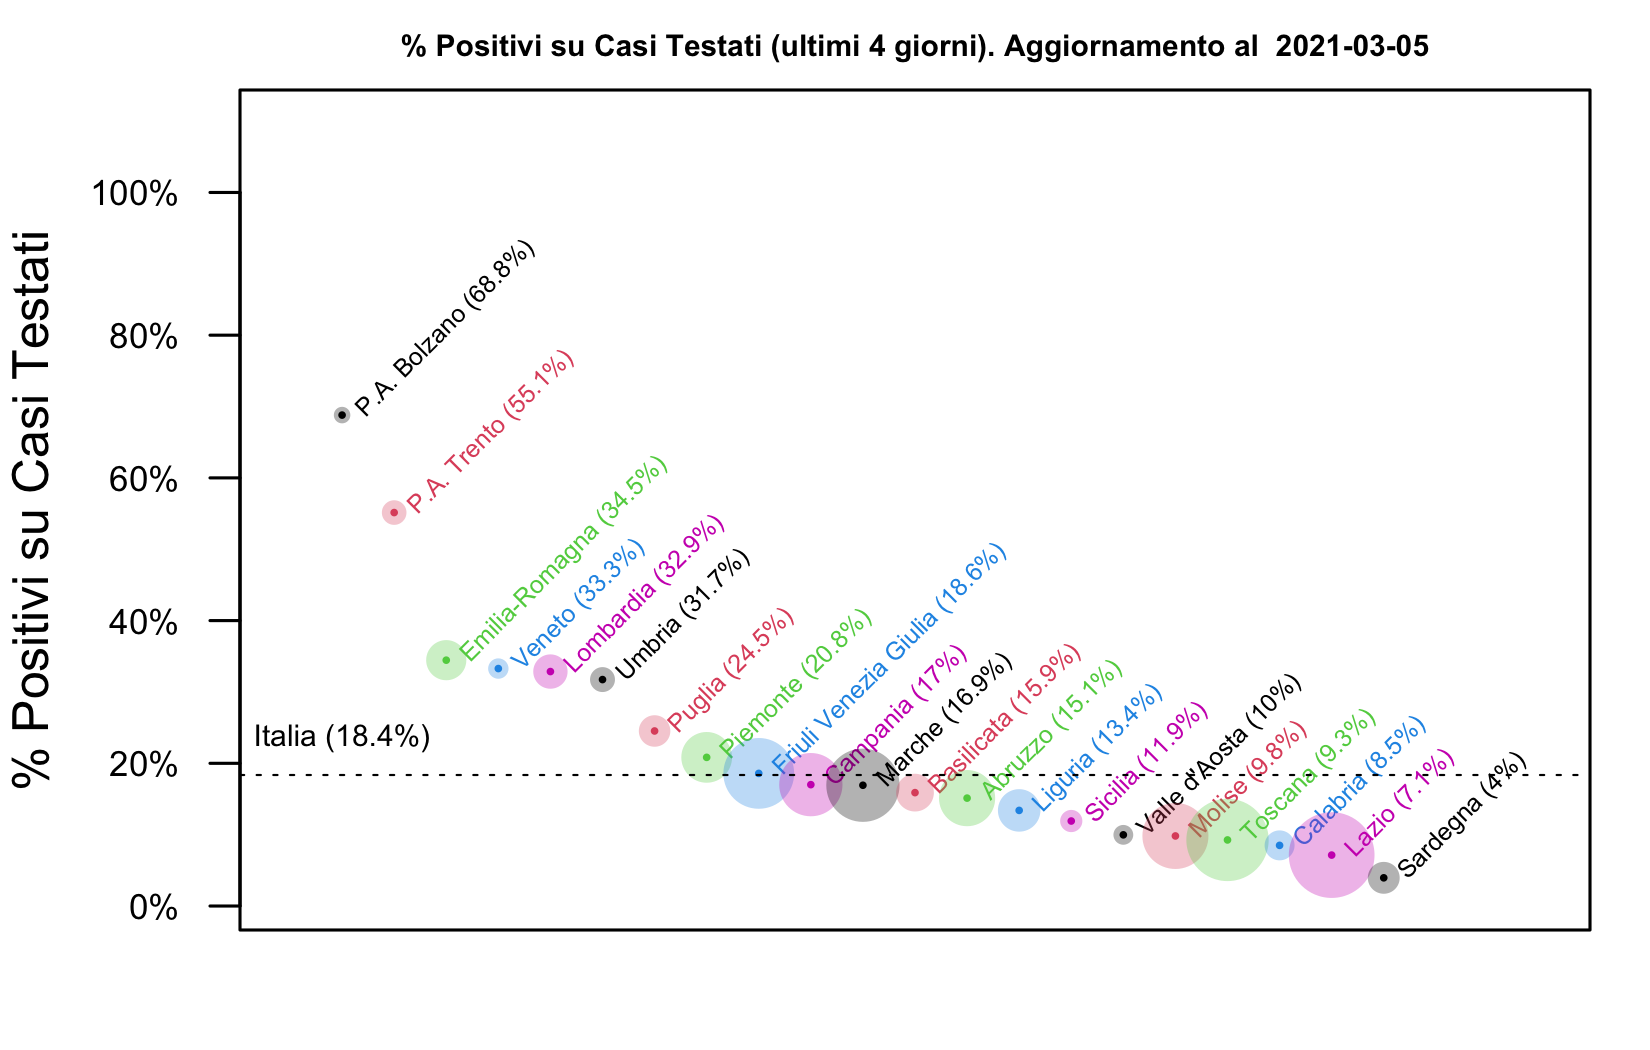 % Positivi su Casi Testati (ultimi 4 giorni). Aggiornamento al  2021-03-05
% Positivi su Casi Testati
100%
80%
60%
40%
20%
0%
P.A. Bolzano (68.8%)
P.A. Trento (55.1%)
Emilia-Romagna (34.5%)
Veneto (33.3%)
Lombardia (32.9%)
Umbria (31.7%)
Puglia (24.5%)
Piemonte (20.8%)
Friuli Venezia Giulia (18.6%)
Campania (17%)
Marche (16.9%)
Basilicata (15.9%)
Abruzzo (15.1%)
Liguria (13.4%)
Sicilia (11.9%)
Valle d'Aosta (10%)
Molise (9.8%)
Toscana (9.3%)
Calabria (8.5%)
Lazio (7.1%)
Sardegna (4%)
Italia (18.4%)